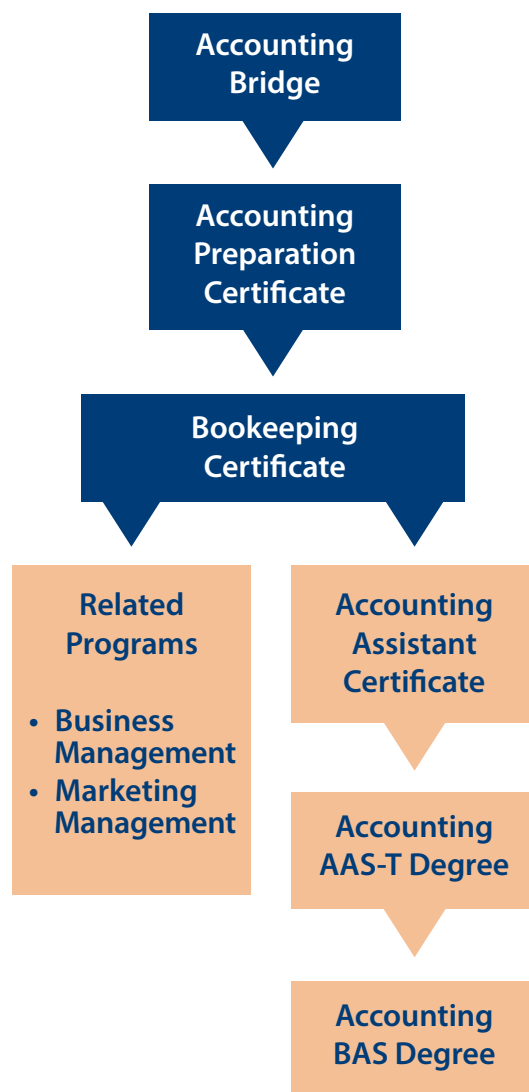 Accounting
Bridge
Accounting
Preparation
Certificate
Bookeeping
Certificate
Related
Programs
• Business
Management
• Marketing
Management
Accounting
Assistant
Certificate
Accounting
AAS-T Degree
Accounting
BAS Degree